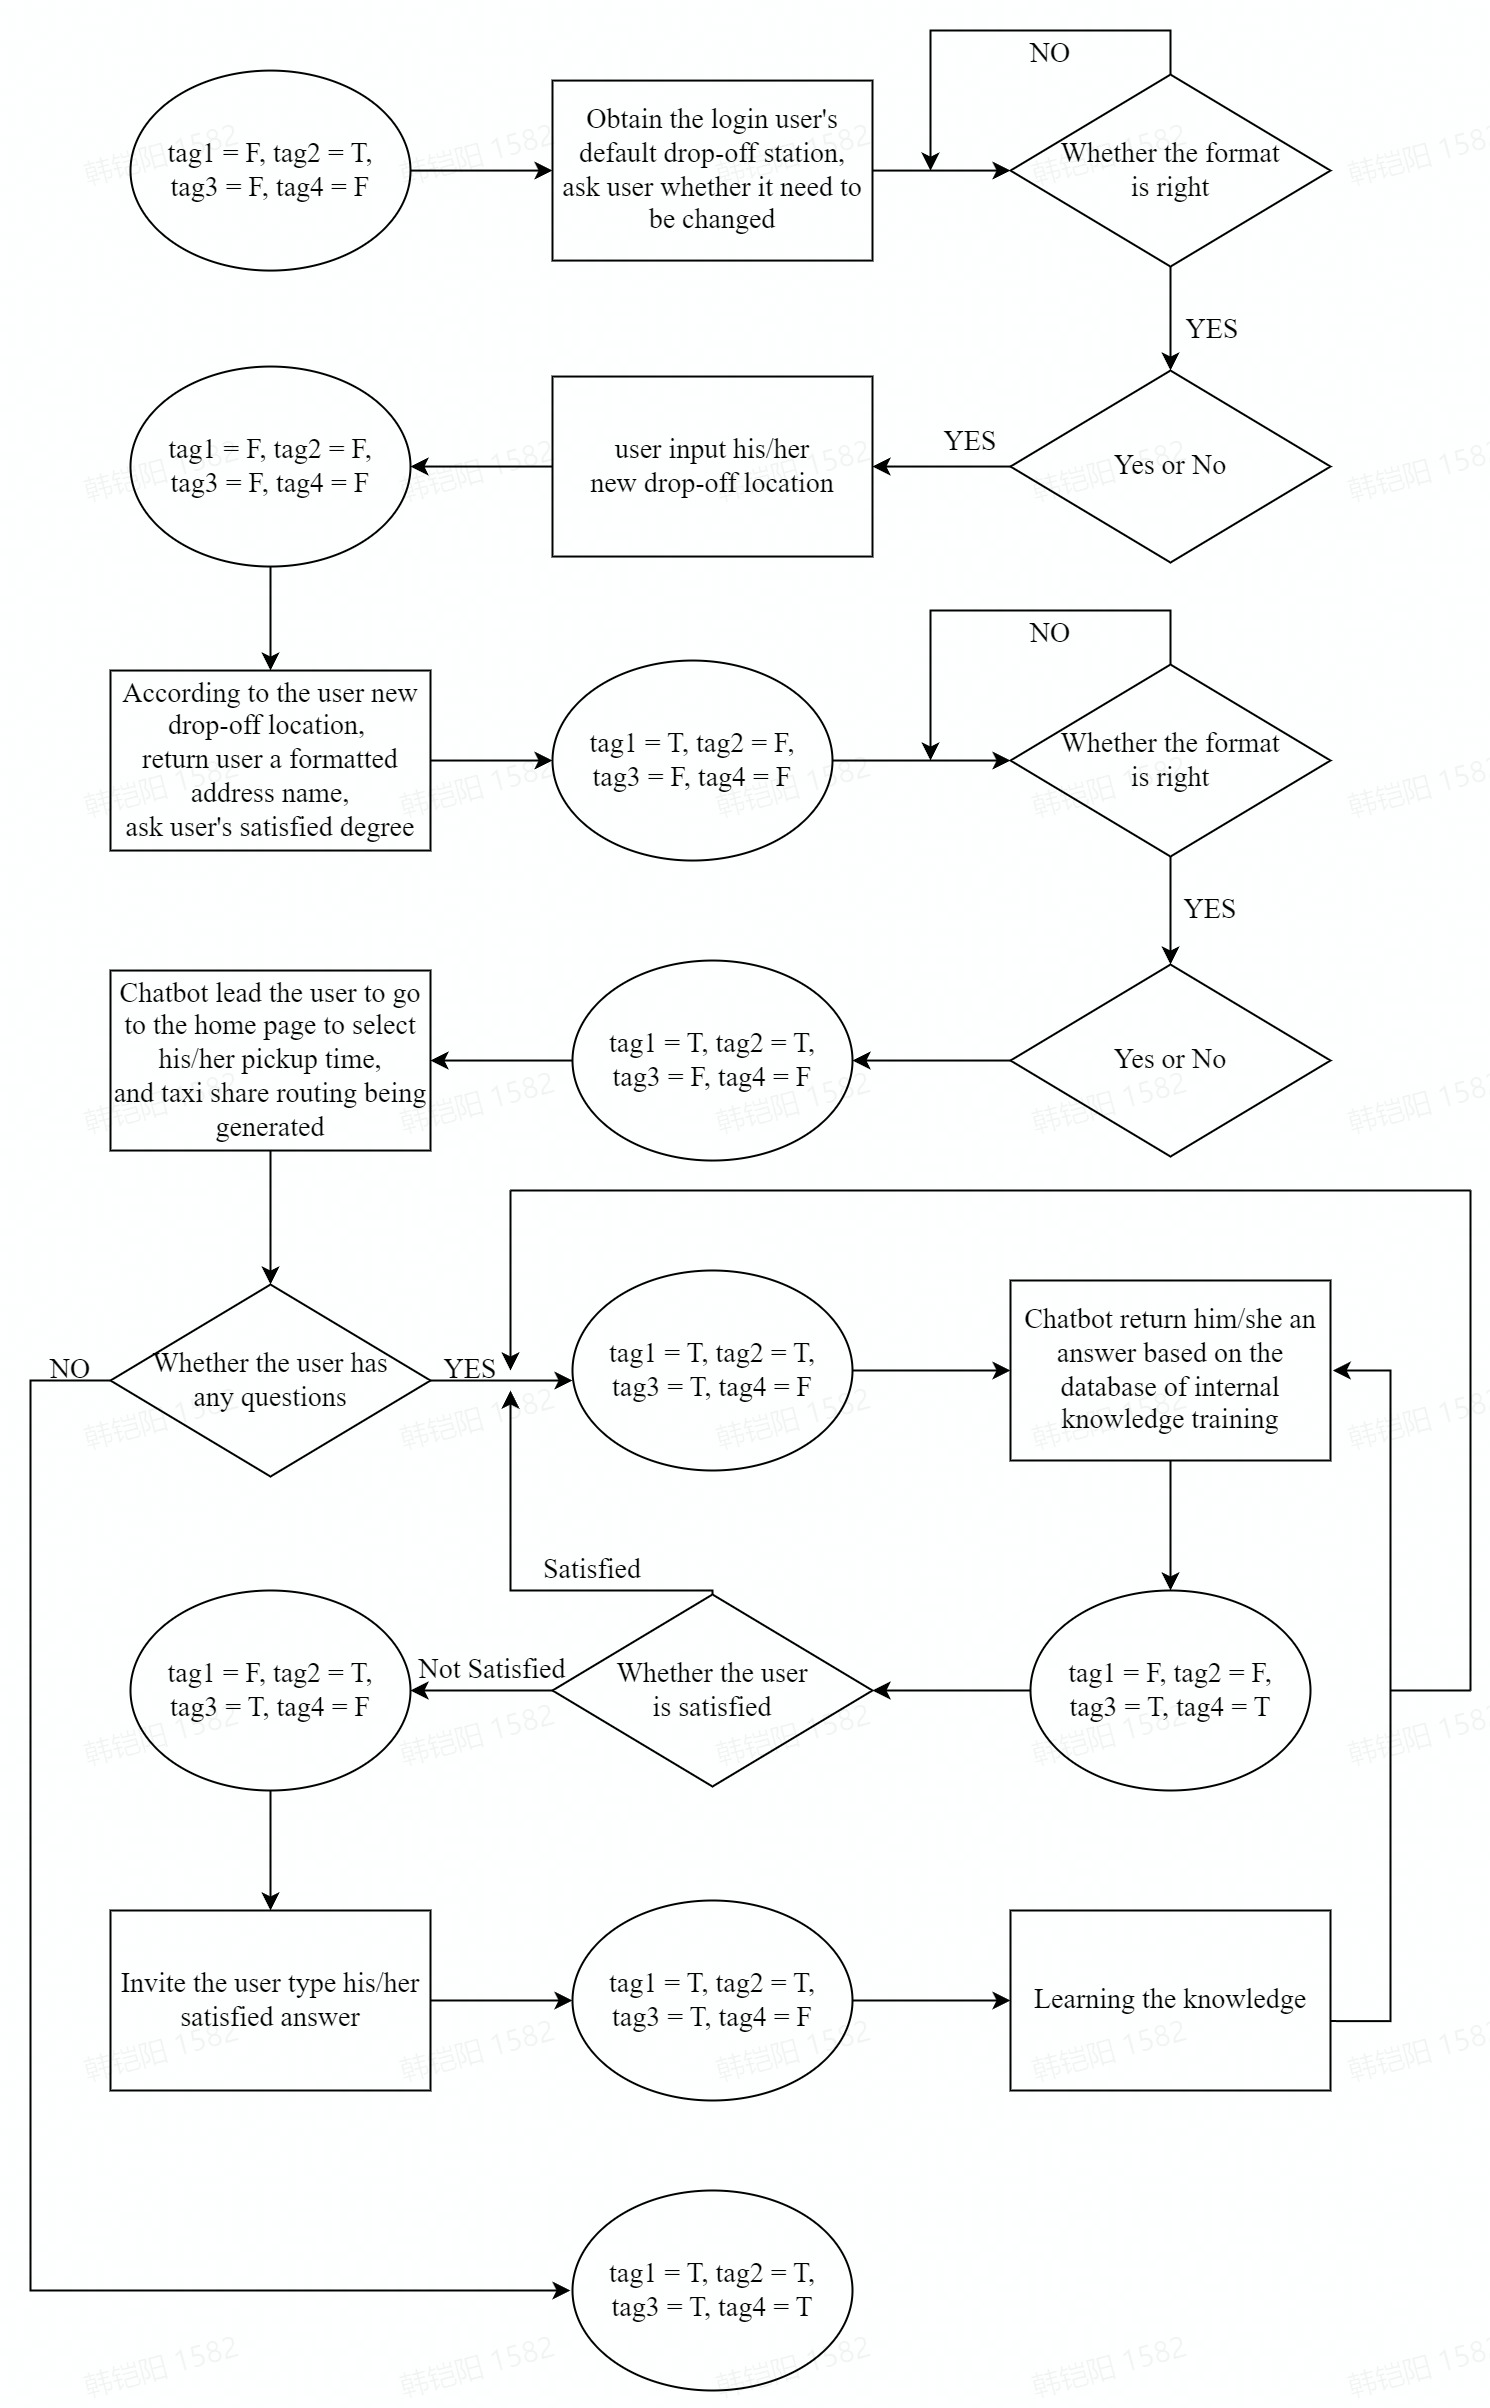 NO
tag1 = F, tag2 = T,
tag3 = F, tag4 = F
Obtain the login user's
default drop-off station,
ask user whether it need to
be changed
Whether the format
is right
YES
tag1 = F, tag2 = F,
tag3 = F, tag4 = F
user input his/her
new drop-off location
YES
Yes or No
NO
According to the user new
drop-off location,
return user a formatted
address name,
ask user's satisfied degree
tag1 = T, tag2 = F,
tag3 = F, tag4 = F
Whether the format
is right
YES
Chatbot lead the user to go
to the home page to select
his/her pickup time,
and taxi share routing being
generated
tag1 = T, tag2 = T,
tag3 = F, tag4 = F
Yes or No
NO
Whether the user has
any questions
YES
tag1 = T, tag2 = T,
tag3 = T, tag4 = F
Chatbot return him/she an
answer based on the
database of internal
knowledge training
Satisfied
tag1 = F, tag2 = T,
tag3 = T, tag4 = F
Not Satisfied
Whether the user
is satisfied
tag1 = F, tag2 = F,
tag3 = T, tag4 = T
Invite the user type his/her
satisfied answer
tag1 = T, tag2 = T,
tag3 = T, tag4 = F
Learning the knowledge
tag1 = T, tag2 = T,
tag3 = T, tag4 = T
韩铠阳 1582